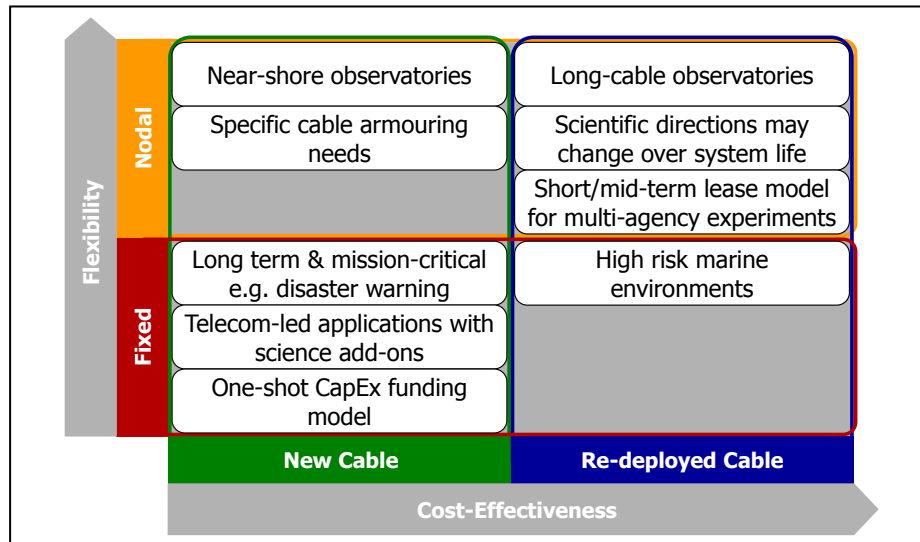 Flexibility
Nodal
Near-shore observatories
Specific cable armouring
needs
Long-cable observatories
Scientific directions may
change over system life
Short/mid-term lease model
for multi-agency experiments
Fixed
Long term & mission-critical
e.g. disaster warning
Telecom-led applications with
science add-ons
One-shot CapEx funding
model
High risk marine
environments
New Cable
Re-deployed Cable
Cost-Effectiveness